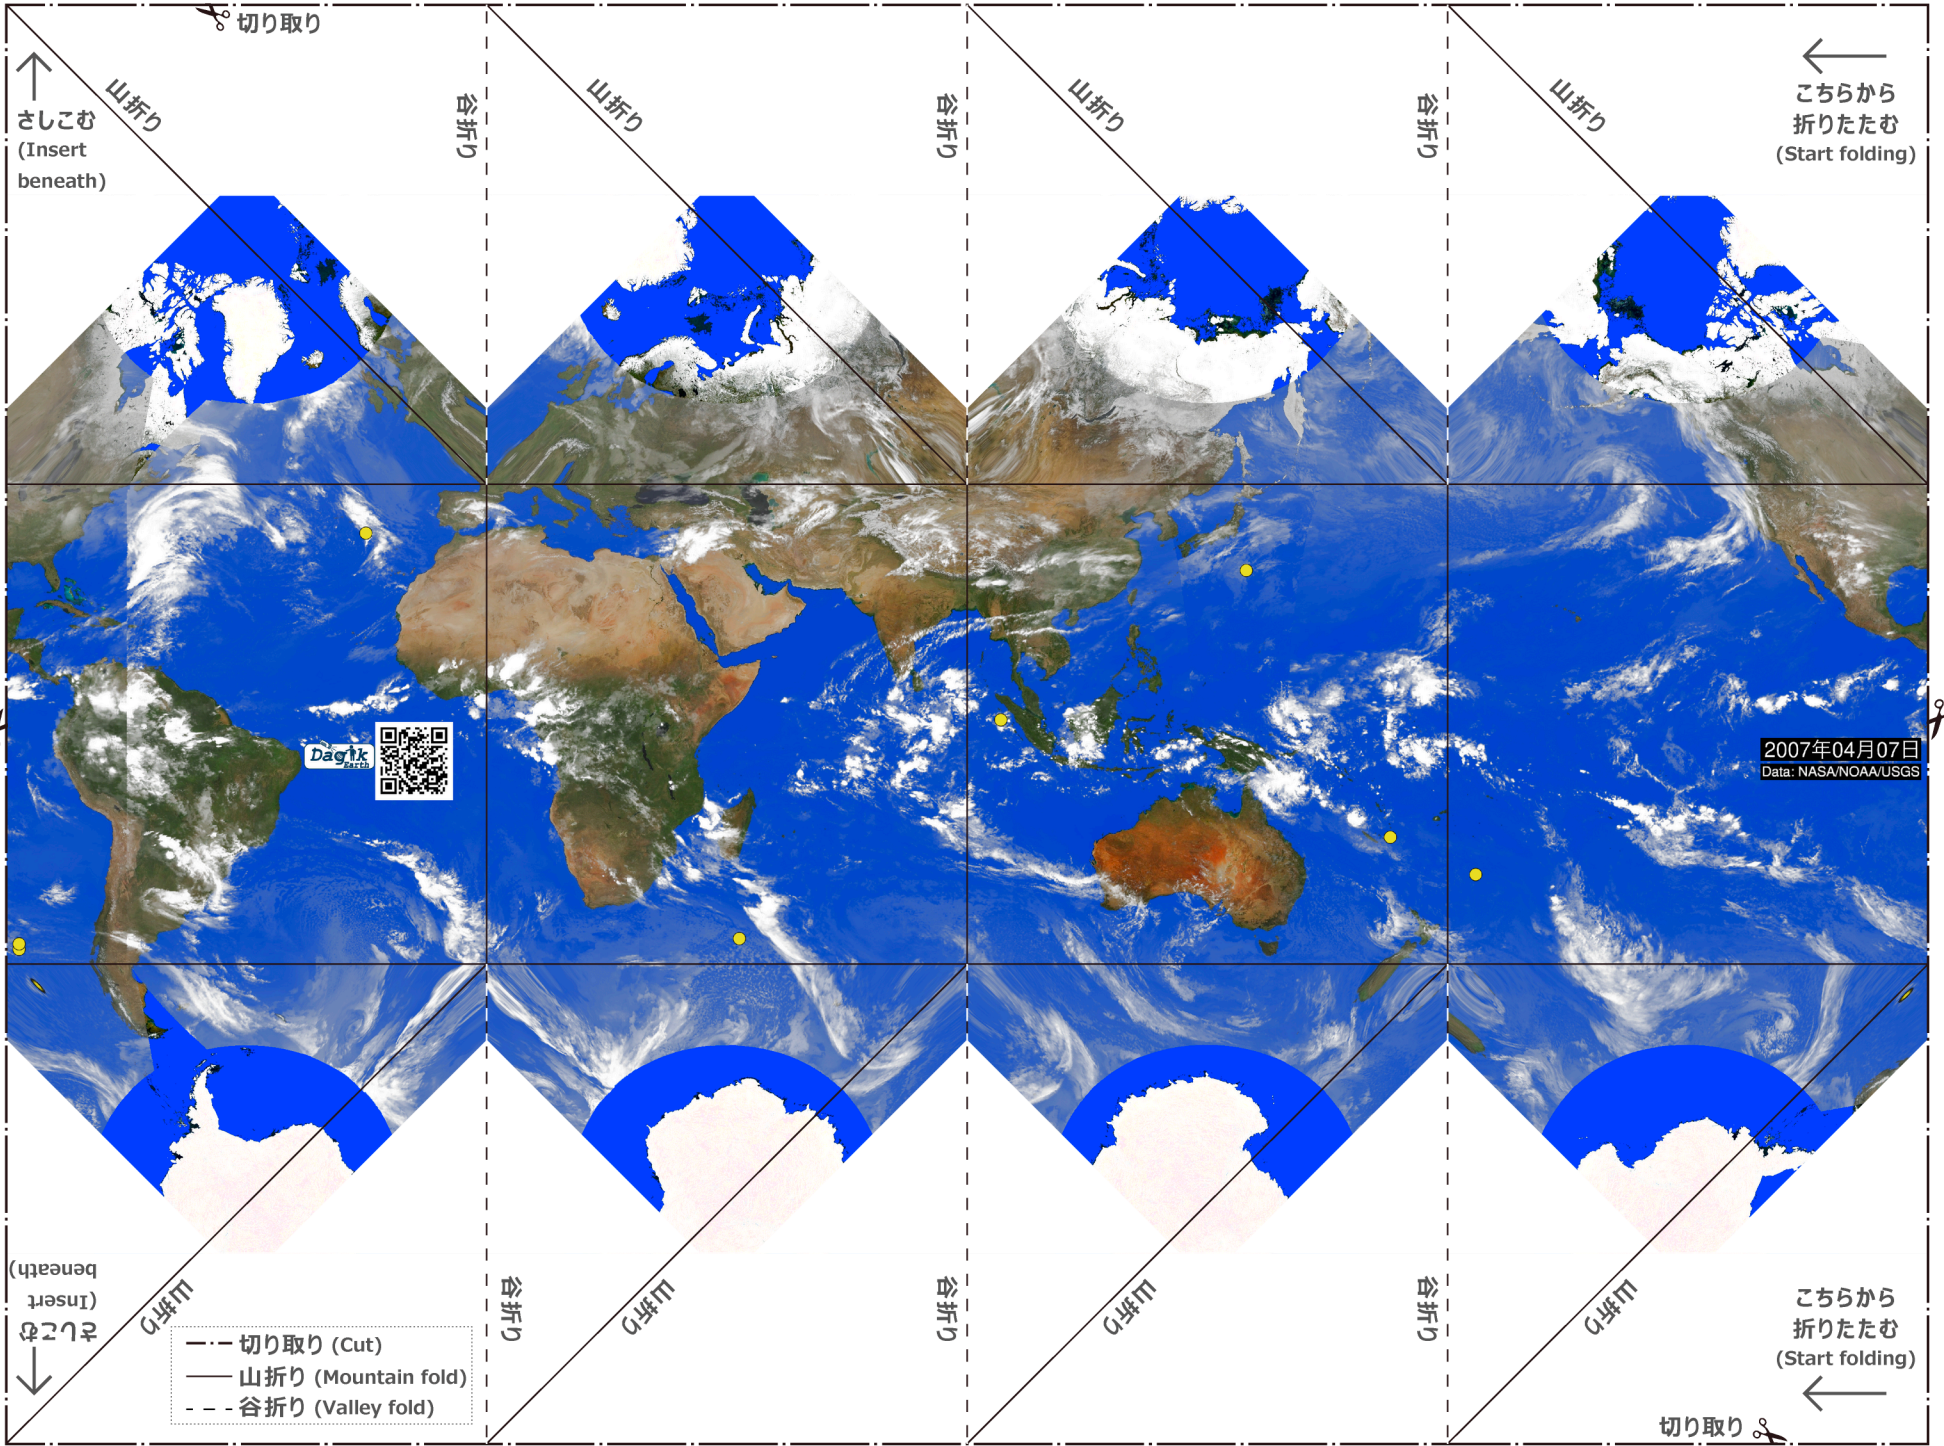 切り取り
山折り
谷折り
山折り
谷折り
山折り
谷折り
山折り
こちらから
折りたたむ
(Start folding)
さしこむ
(Insert
beneath)
Dagik
Earth
2007年04月07日
Data: NASA/NOAA/USGS
さしこむ
(Insert
beneath)
山折り
谷折り
山折り
谷折り
山折り
谷折り
山折り
こちらから
折りたたむ
(Start folding)
切り取り (Cut)
山折り (Mountain fold)
谷折り (Valley fold)
切り取り